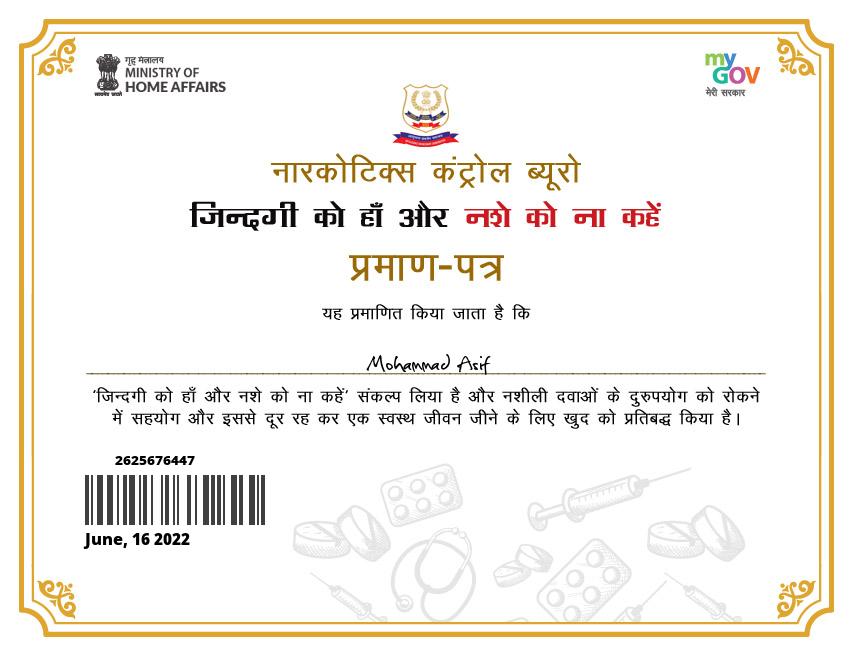 गृह मंत्रालय
MINISTRY OF
HOME AFFAIRS
सत्यमेव जयते
my
GOV
मेरी सरकार
नारकोटिक्स कंट्रोल ब्यूरो
जिन्दगी को हाँ और नशे को ना कहें
प्रमाण-पत्र
यह प्रमाणित किया जाता है कि
Mohammad Asif
‘जिन्दगी को हाँ और नशे को ना कहें’ संकल्प लिया है और नशीली दवाओं के दुरुपयोग को रोकने
में सहयोग और इससे दूर रह कर एक स्वस्थ जीवन जीने के लिए खुद को प्रतिबद्ध किया है।
2625676447
June, 16 2022